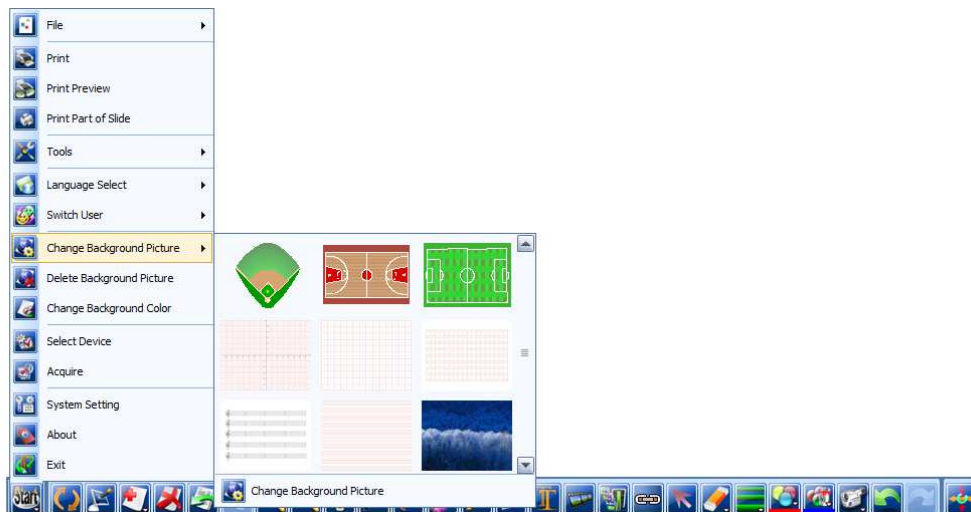 File
Print
Print Preview
Print Part of Slide
Tools
Language Select
Switch User
Change Background Picture
Delete Background Picture
Change Background Color
Select Device
Acquire
System Setting
About
Exit
Change Background Picture
Start